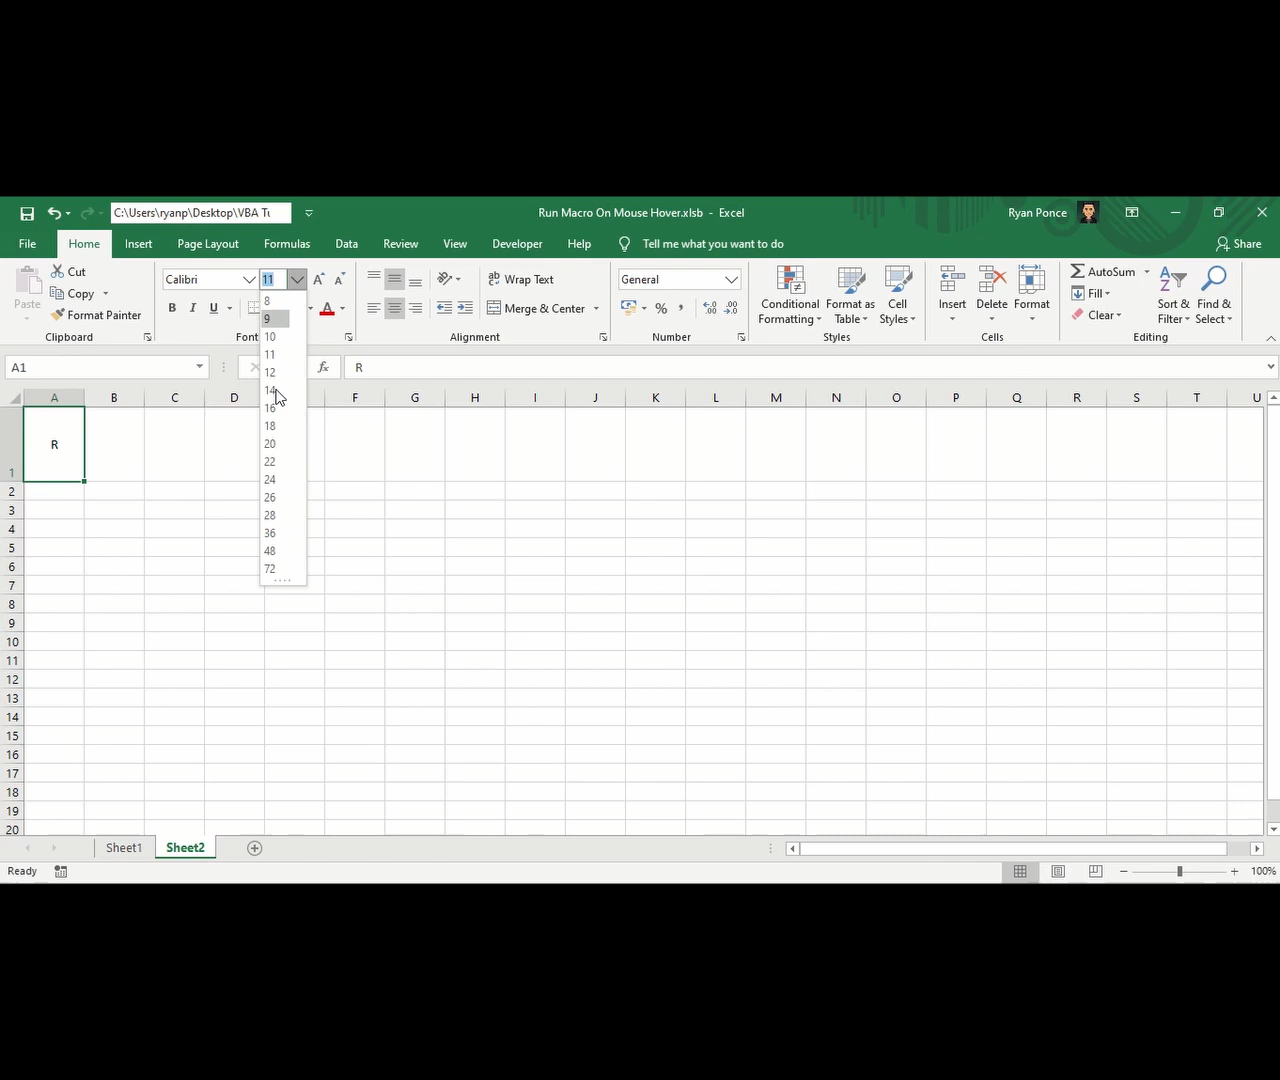 C:\Users\ryanp\Desktop\VBA Tu
Run Macro On Mouse Hover.xlsb - Excel
Ryan Ponce
File Home Insert Page Layout Formulas Data Review View Developer Help Tell me what you want to do Share
Paste
Cut
Copy
Format Painter
Clipboard
Calibri 11
B I U A
Font
Wrap Text
Merge & Center
Alignment
General
% ,
Number
Conditional Formatting
Format as Table
Cell Styles
Styles
Insert
Delete
Format
Cells
AutoSum
Fill
Clear
Sort & Filter
Find & Select
Editing
8
9
10
11
12
14
16
18
20
22
24
26
28
36
48
72
A1 fx R
A B C D F G H I J K L M N O P Q R S T U
R
1
2
3
4
5
6
7
8
9
10
11
12
13
14
15
16
17
18
19
20
Sheet1 Sheet2
Ready 100%